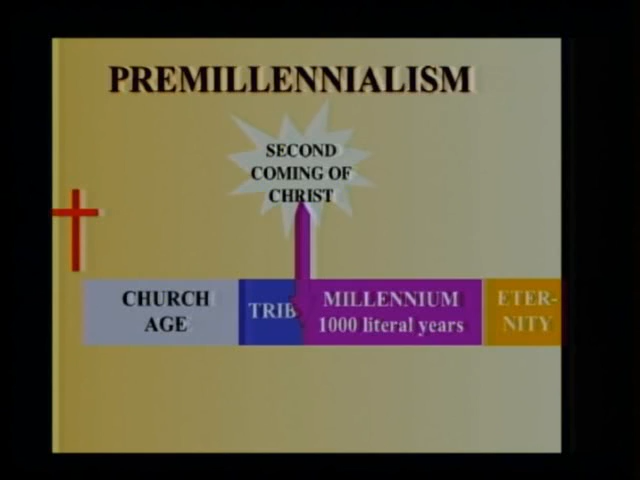 PREMILLENNIALISM
SECOND
COMING OF
CHRIST
CHURCH
AGE
TRIB
MILLENNIUM
1000 literal years
ETER-
NITY